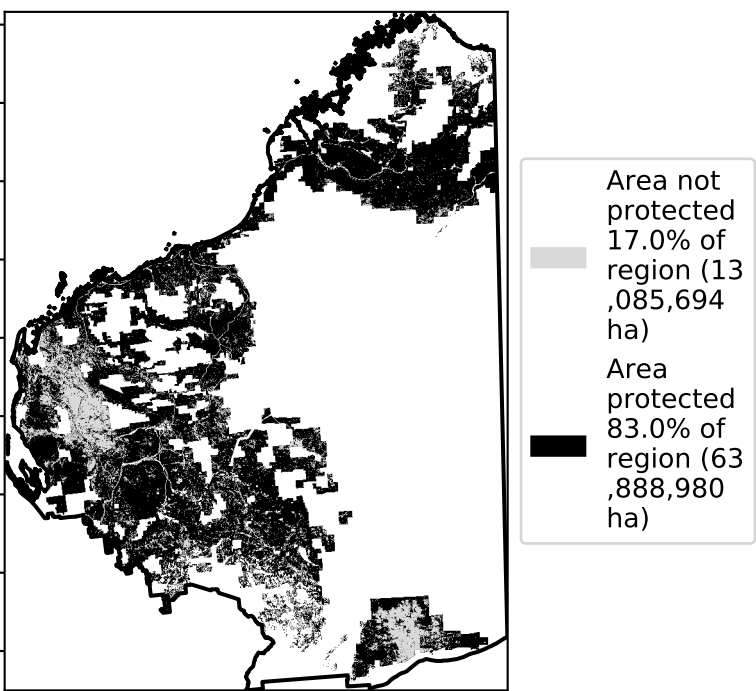 Area not
protected
17.0% of
region (13
,085,694
ha)
Area
protected
83.0% of
region (63
,888,980
ha)